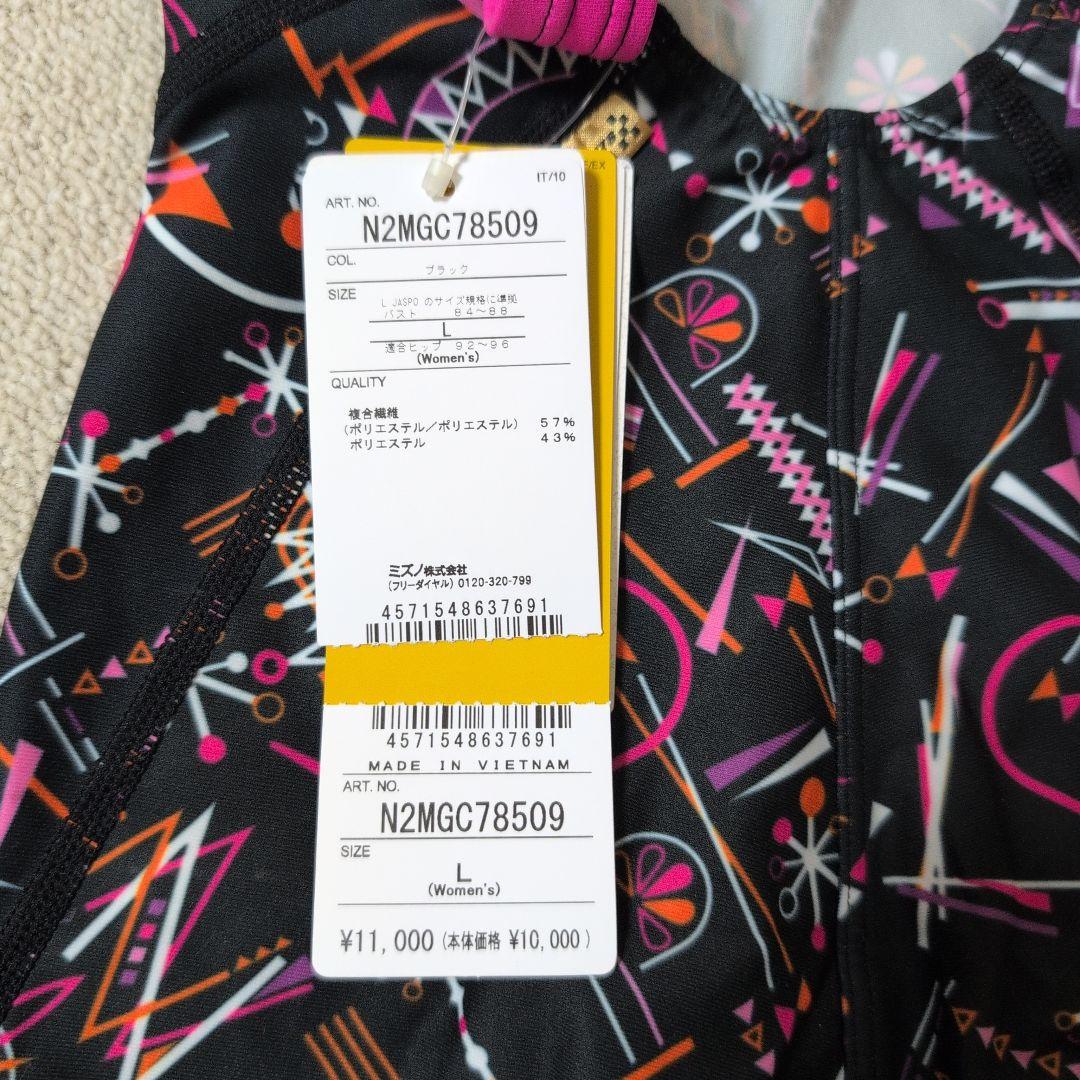 E/EX
IT/10
ART. NO.
N2MGC78509
COL.
ブラック
SIZE
L JASPO のサイズ規格に準拠
バスト 84～88
L
適合ヒップ 92～96
(Women's)
QUALITY
複合繊維
(ポリエステル／ポリエステル) 57%
ポリエステル 43%
ミズノ株式会社
(フリーダイヤル) 0120-320-799
4571548637691
4571548637691
MADE IN VIETNAM
ART. NO.
N2MGC78509
SIZE
L
(Women's)
¥11,000 (本体価格 ¥10,000)